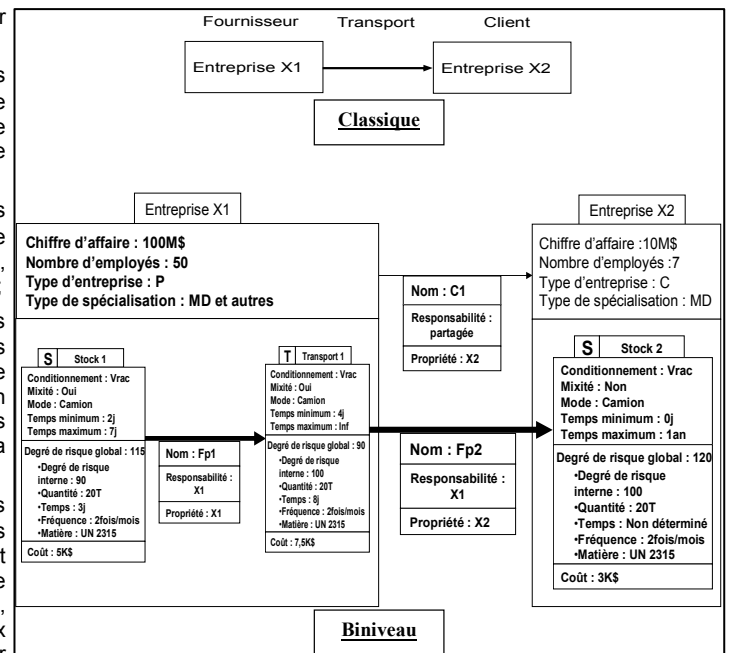 Fournisseur Transport Client
Entreprise X1 Entreprise X2
Classique
Entreprise X1
Chiffre d'affaire : 100M$
Nombre d'employés : 50
Type d'entreprise : P
Type de spécialisation : MD et autres
Nom : C1
Responsabilité :
partagée
Propriété : X2
Entreprise X2
Chiffre d'affaire :10M$
Nombre d'employés :7
Type d'entreprise : C
Type de spécialisation : MD
S Stock 1
Conditionnement : Vrac
Mixité : Oui
Mode : Camion
Temps minimum : 2j
Temps maximum : 7j
Degré de risque global : 115
•Degré de risque
interne : 90
•Quantité : 20T
•Temps : 3j
•Fréquence : 2fois/mois
•Matière : UN 2315
Coût : 5K$
Nom : Fp1
Responsabilité :
X1
Propriété : X1
T Transport 1
Conditionnement : Vrac
Mixité : Oui
Mode : Camion
Temps minimum : 4j
Temps maximum : Inf
Degré de risque global : 90
•Degré de risque
interne : 100
•Quantité : 20T
•Temps : 8j
•Fréquence : 2fois/mois
•Matière : UN 2315
Coût : 7,5K$
Nom : Fp2
Responsabilité :
X1
Propriété : X2
S Stock 2
Conditionnement : Vrac
Mixité : Non
Mode : Camion
Temps minimum : 0j
Temps maximum : 1an
Degré de risque global : 120
•Degré de risque
interne : 100
•Quantité : 20T
•Temps : Non déterminé
•Fréquence : 2fois/mois
•Matière : UN 2315
Coût : 3K$
Biniveau